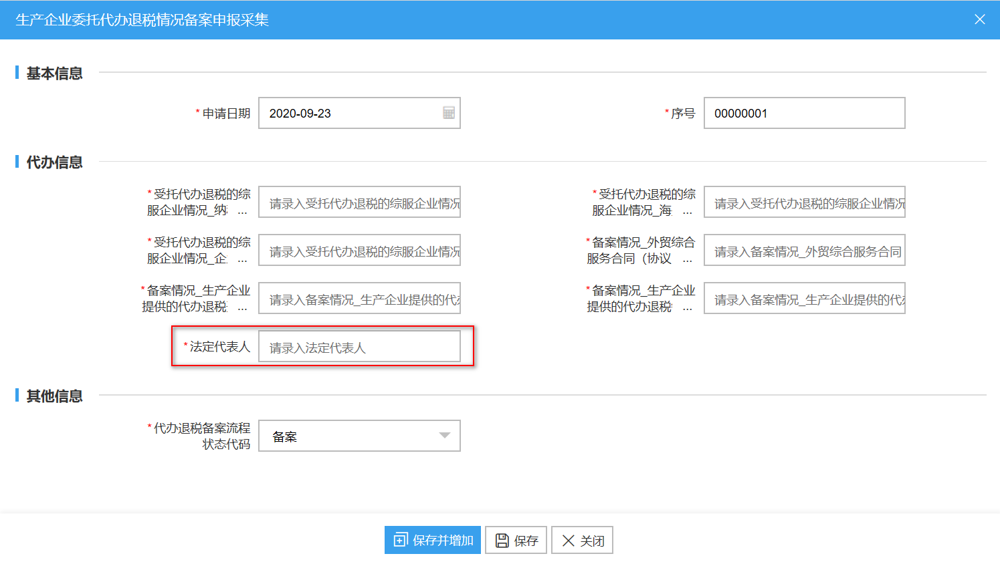 生产企业委托代办退税情况备案申报采集
基本信息
*申请日期 2020-09-23 *序号 00000001
代办信息
*受托代办退税的综 *受托代办退税的综
服企业情况_纳 ... 请录入受托代办退税的综服企业情况 服企业情况_海 ... 请录入受托代办退税的综服企业情况
*受托代办退税的综 *备案情况_外贸综合
服企业情况_企 ... 请录入受托代办退税的综服企业情况 服务合同（协议 ... 请录入备案情况_外贸综合服务合同
*备案情况_生产企业 *备案情况_生产企业
提供的代办退税 ... 请录入备案情况_生产企业提供的代 提供的代办退税 ... 请录入备案情况_生产企业提供的代
*法定代表人 请录入法定代表人
其他信息
*代办退税备案流程
状态代码 备案
保存并增加 保存 关闭